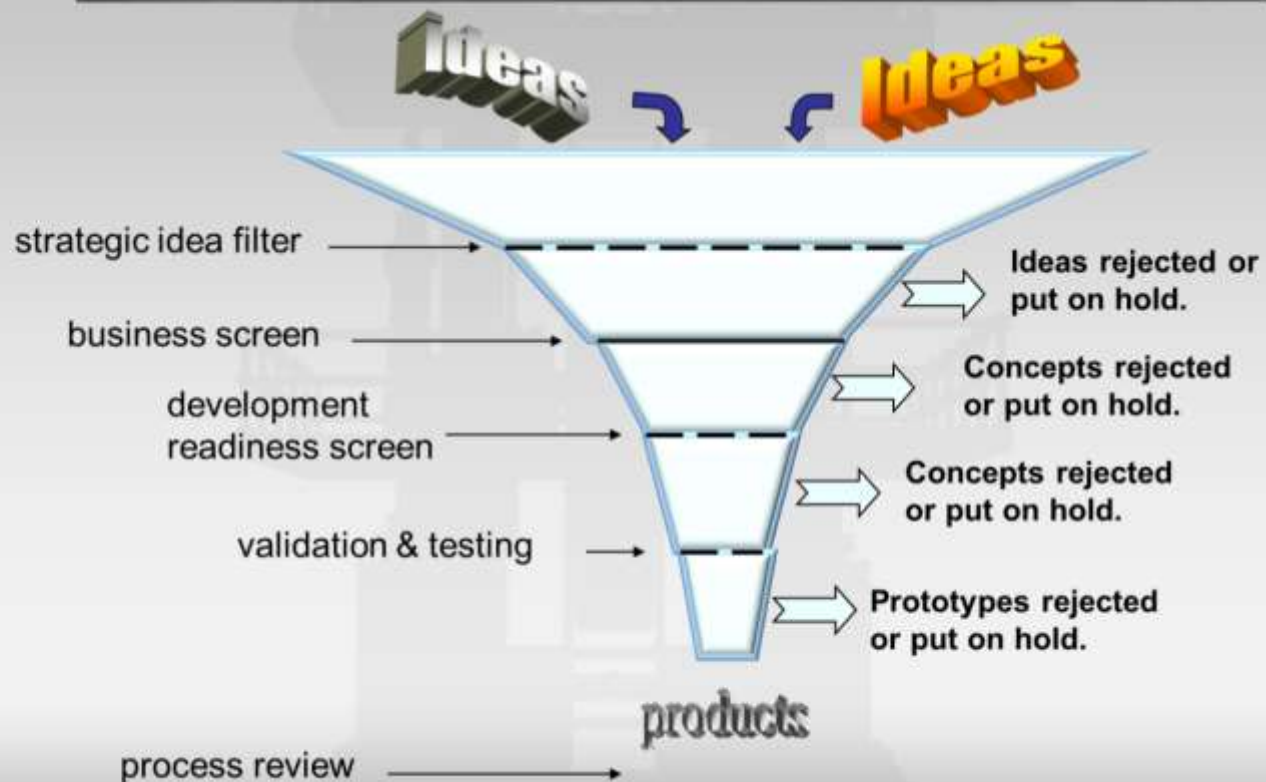 Ideas
Ideas
strategic idea filter
Ideas rejected or
put on hold.
business screen
Concepts rejected
or put on hold.
development
readiness screen
Concepts rejected
or put on hold.
validation & testing
Prototypes rejected
or put on hold.
products
process review